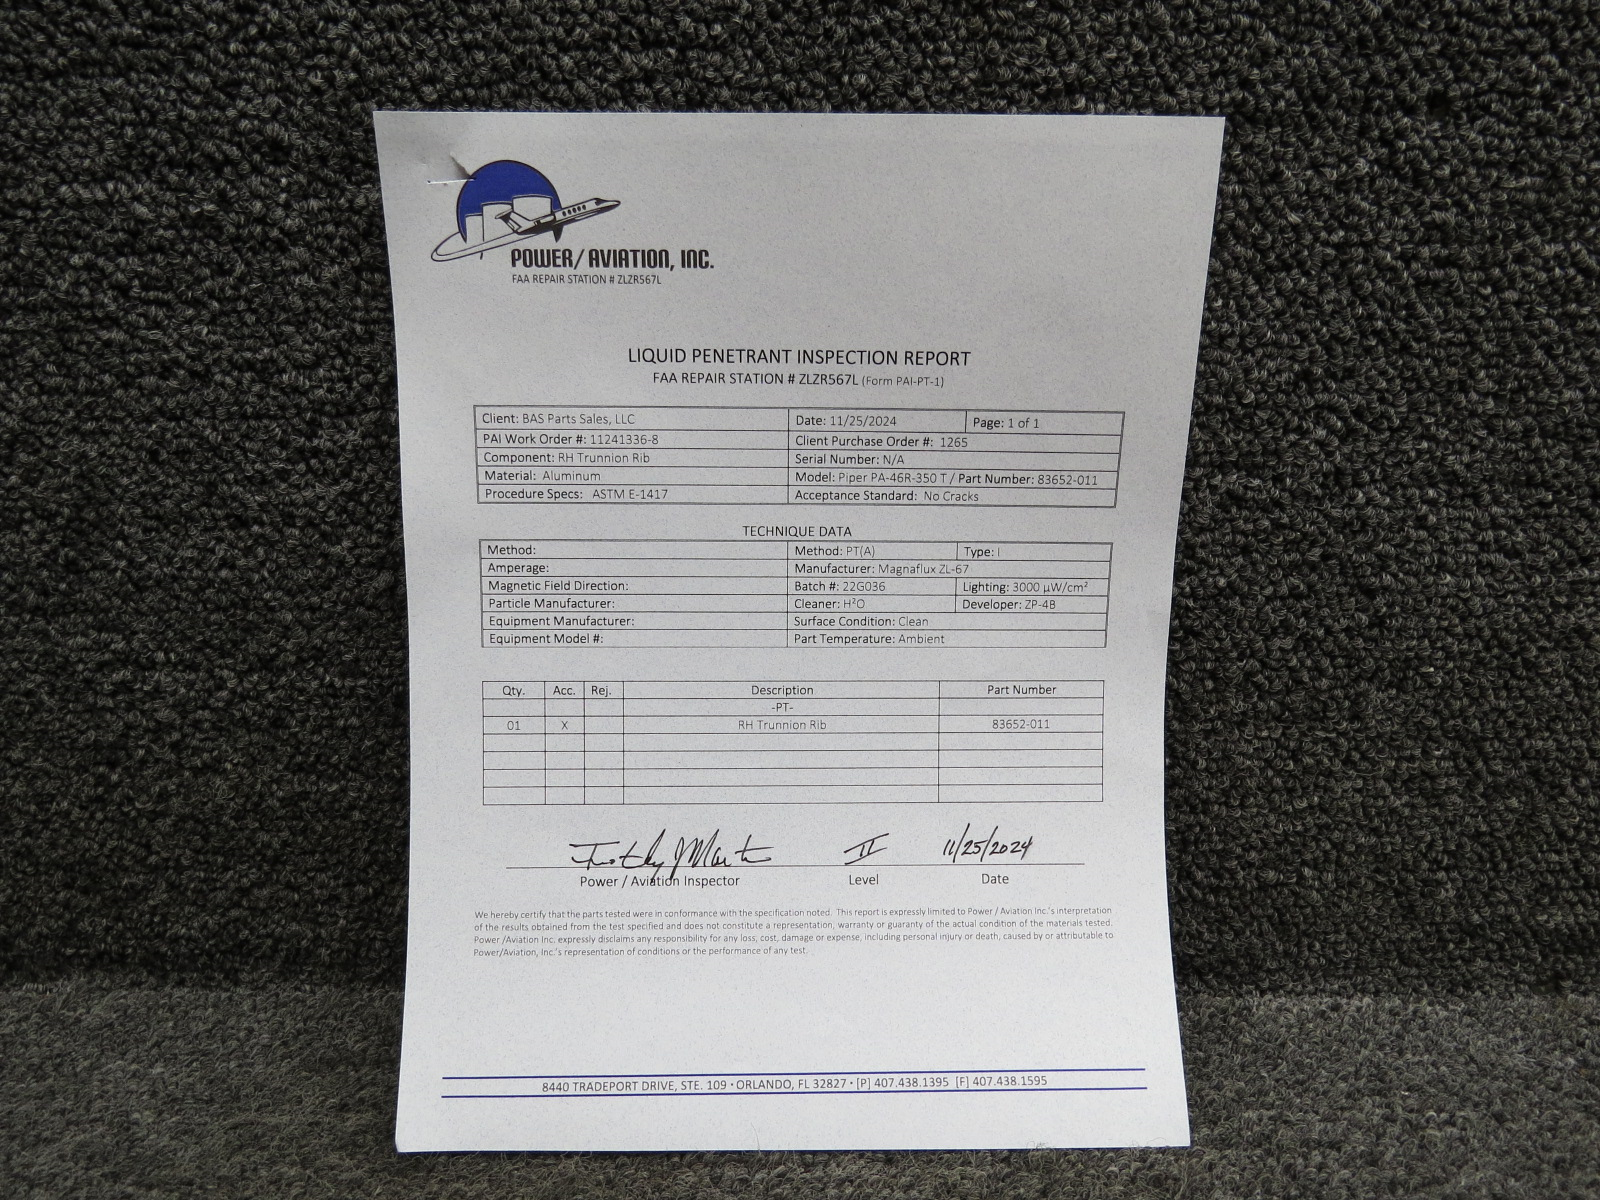 POWER/AVIATION, INC.
FAA REPAIR STATION # ZLZR567L
LIQUID PENETRANT INSPECTION REPORT
FAA REPAIR STATION # ZLZR567L (Form PAI-PT-1)
Client: BAS Parts Sales, LLC Date: 11/25/2024 Page: 1 of 1
PAI Work Order #: 11241336-8 Client Purchase Order #: 1265
Component: RH Trunnion Rib Serial Number: N/A
Material: Aluminum Model: Piper PA-46R-350 T / Part Number: 83652-011
Procedure Specs: ASTM E-1417 Acceptance Standard: No Cracks
TECHNIQUE DATA
Method: Method: PT(A) Type: I
Amperage: Manufacturer: Magnaflux ZL-67
Magnetic Field Direction: Batch #: 22G036 Lighting: 3000 µW/cm²
Particle Manufacturer: Cleaner: H²O Developer: ZP-4B
Equipment Manufacturer: Surface Condition: Clean
Equipment Model #: Part Temperature: Ambient
Qty. Acc. Rej. Description Part Number
-PT-
01 X RH Trunnion Rib 83652-011
Timothy J Martin II 11/25/2024
Power / Aviation Inspector Level Date
We hereby certify that the parts tested were in conformance with the specification noted. This report is expressly limited to Power / Aviation Inc.'s interpretation
of the results obtained from the test specified and does not constitute a representation, warranty or guaranty of the actual condition of the materials tested.
Power /Aviation Inc. expressly disclaims any responsibility for any loss, cost, damage or expense, including personal injury or death, caused by or attributable to
Power/Aviation, Inc.'s representation of conditions or the performance of any test.
8440 TRADEPORT DRIVE, STE. 109 · ORLANDO, FL 32827 · [P] 407.438.1395 [F] 407.438.1595